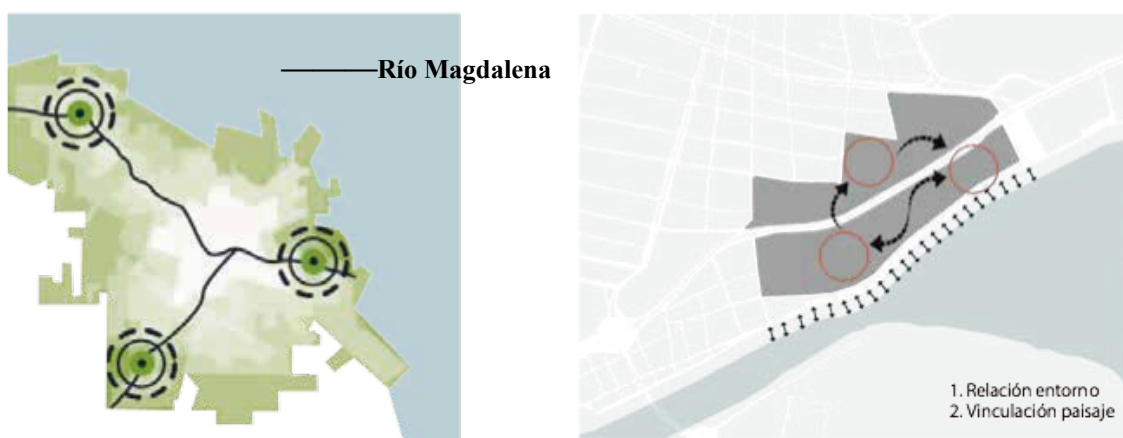 Río Magdalena
1. Relación entorno
2. Vinculación paisaje